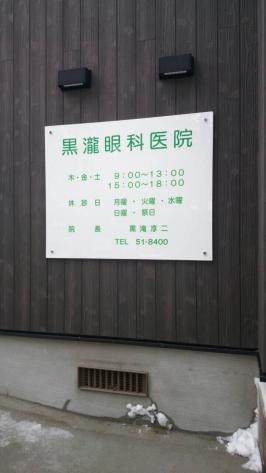 黒瀧眼科医院
木・金・土 9:00〜13:00
15:00〜18:00
休診日 月曜・火曜・水曜
日曜・祭日
院長 黒滝淳二
TEL 51-8400